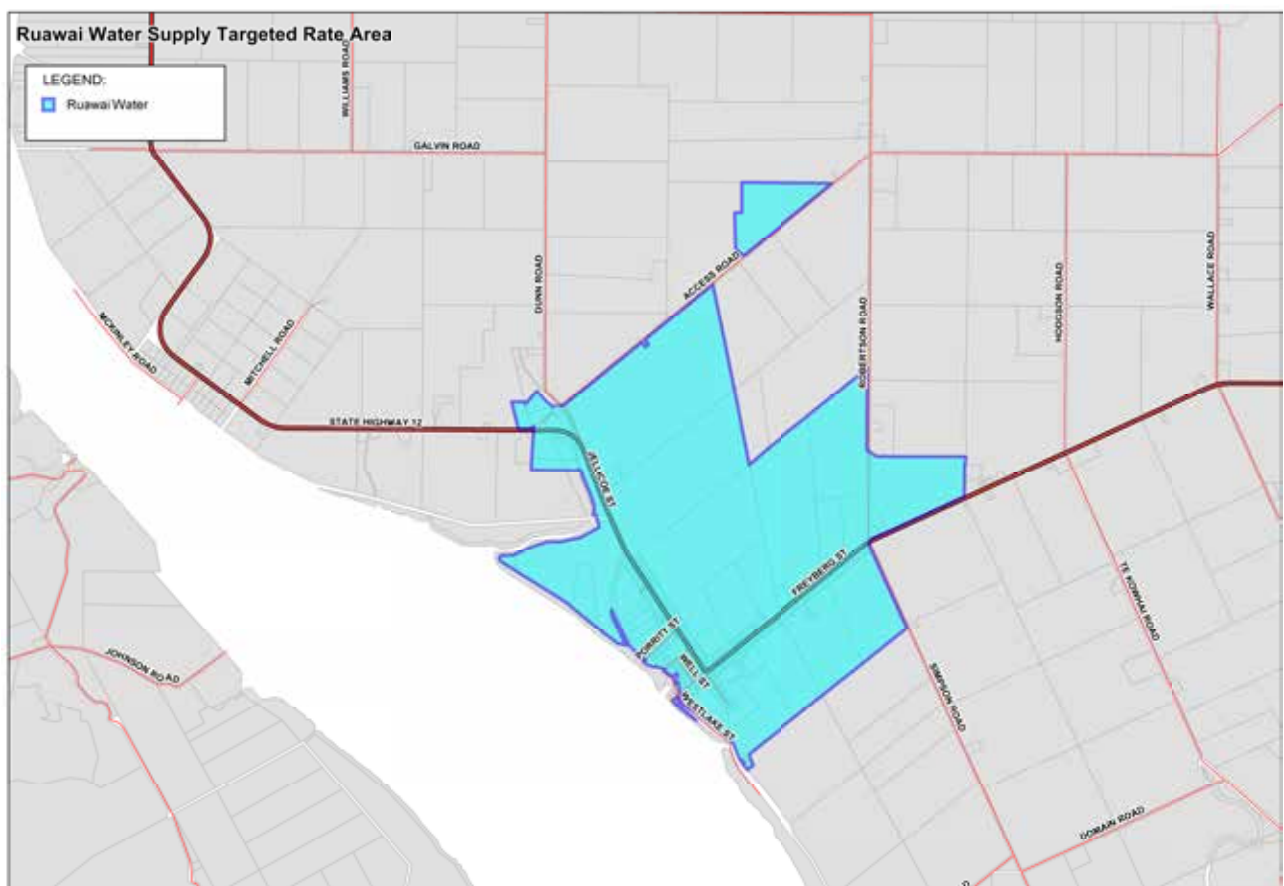 Ruawai Water Supply Targeted Rate Area
LEGEND:
Ruawai Water
WILLIAMS ROAD
GALVIN ROAD
DUNN ROAD
ACCESS ROAD
ROBERTSON ROAD
HODGSON ROAD
WALLACE ROAD
MCKINLEY ROAD
MITCHELL ROAD
STATE HIGHWAY 12
JELLICOE ST
FREYBERG ST
PORRITT ST
WELL ST
WESTLAKE ST
SIMPSON ROAD
TE KOWHAI ROAD
JOHNSON ROAD
DOMAIN ROAD